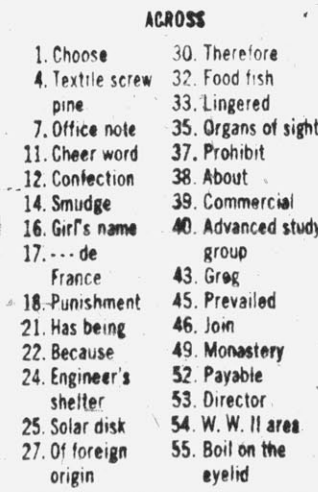 ACROSS
1. Choose
4. Textile screw
pine
7. Office note
11. Cheer word
12. Confection
14. Smudge
16. Girl's name
17. --- de
France
18. Punishment
21. Has being
22. Because
24. Engineer's
shelter
25. Solar disk
27. Of foreign
origin
30. Therefore
32. Food fish
33. Lingered
35. Organs of sight
37. Prohibit
38. About
39. Commercial
40. Advanced study
group
43. Greg
45. Prevailed
46. Join
49. Monastery
52. Payable
53. Director
54. W. W. II area
55. Boil on the
eyelid